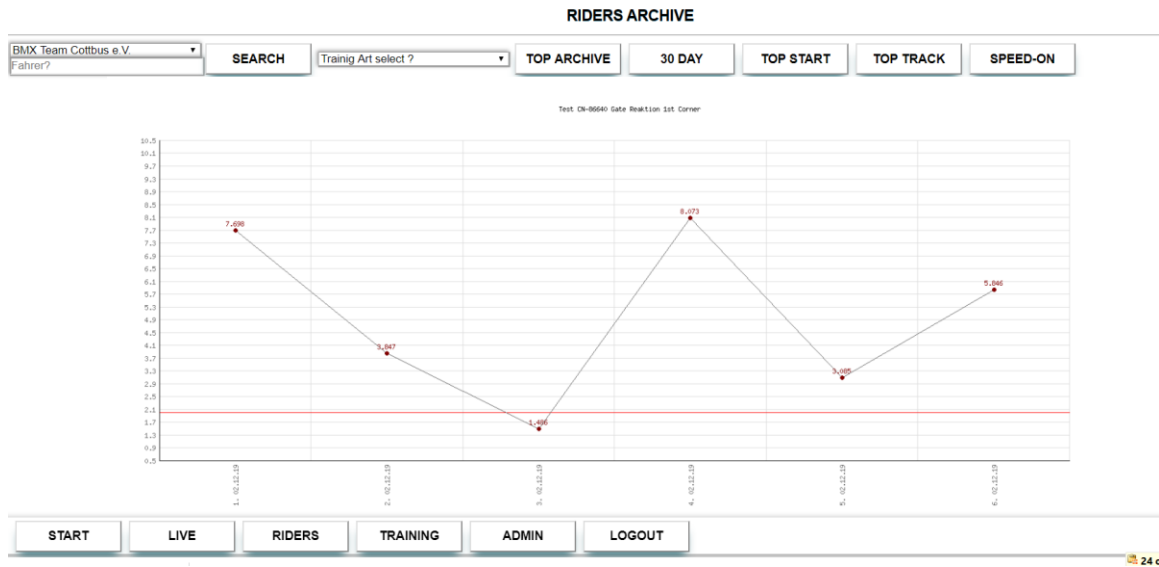 RIDERS ARCHIVE
BMX Team Cottbus e.V.
Fahrer?
SEARCH
Trainig Art select ?
TOP ARCHIVE
30 DAY
TOP START
TOP TRACK
SPEED-ON
Test CN-86640 Gate Reaktion 1st Corner
10.5
10.1
9.7
9.3
8.9
8.5
8.1
7.7
7.3
6.9
6.5
6.1
5.7
5.3
4.9
4.5
4.1
3.7
3.3
2.9
2.5
2.1
1.7
1.3
0.9
0.5
7.698
3.847
1.486
8.073
3.085
5.846
1. 02.12.19
2. 02.12.19
3. 02.12.19
4. 02.12.19
5. 02.12.19
6. 02.12.19
START
LIVE
RIDERS
TRAINING
ADMIN
LOGOUT
24